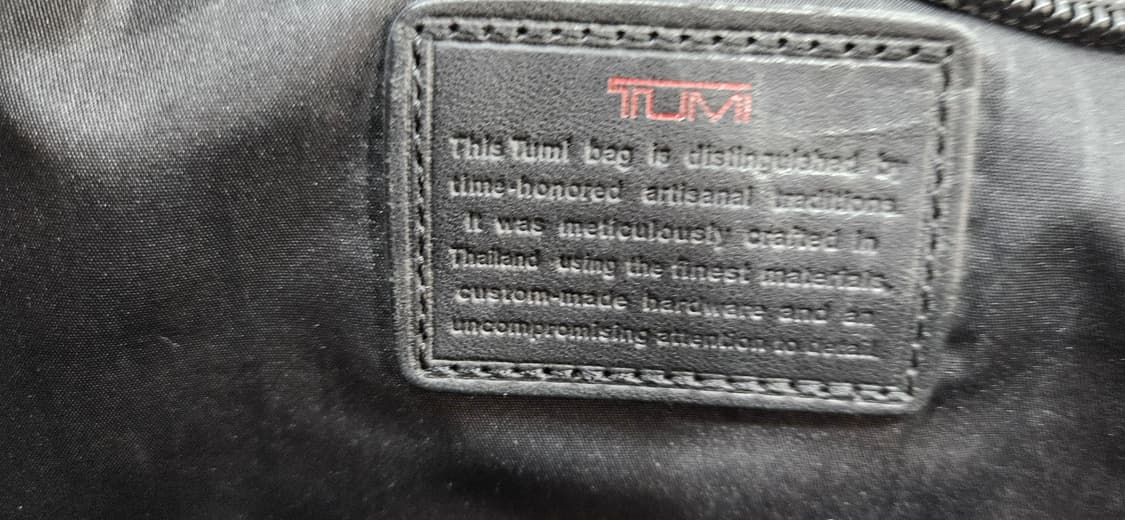 TUMI
This Tumi bag is distinguished by
time-honored artisanal traditions.
It was meticulously crafted in
Thailand using the finest materials,
custom-made hardware and an
uncompromising attention to detail.